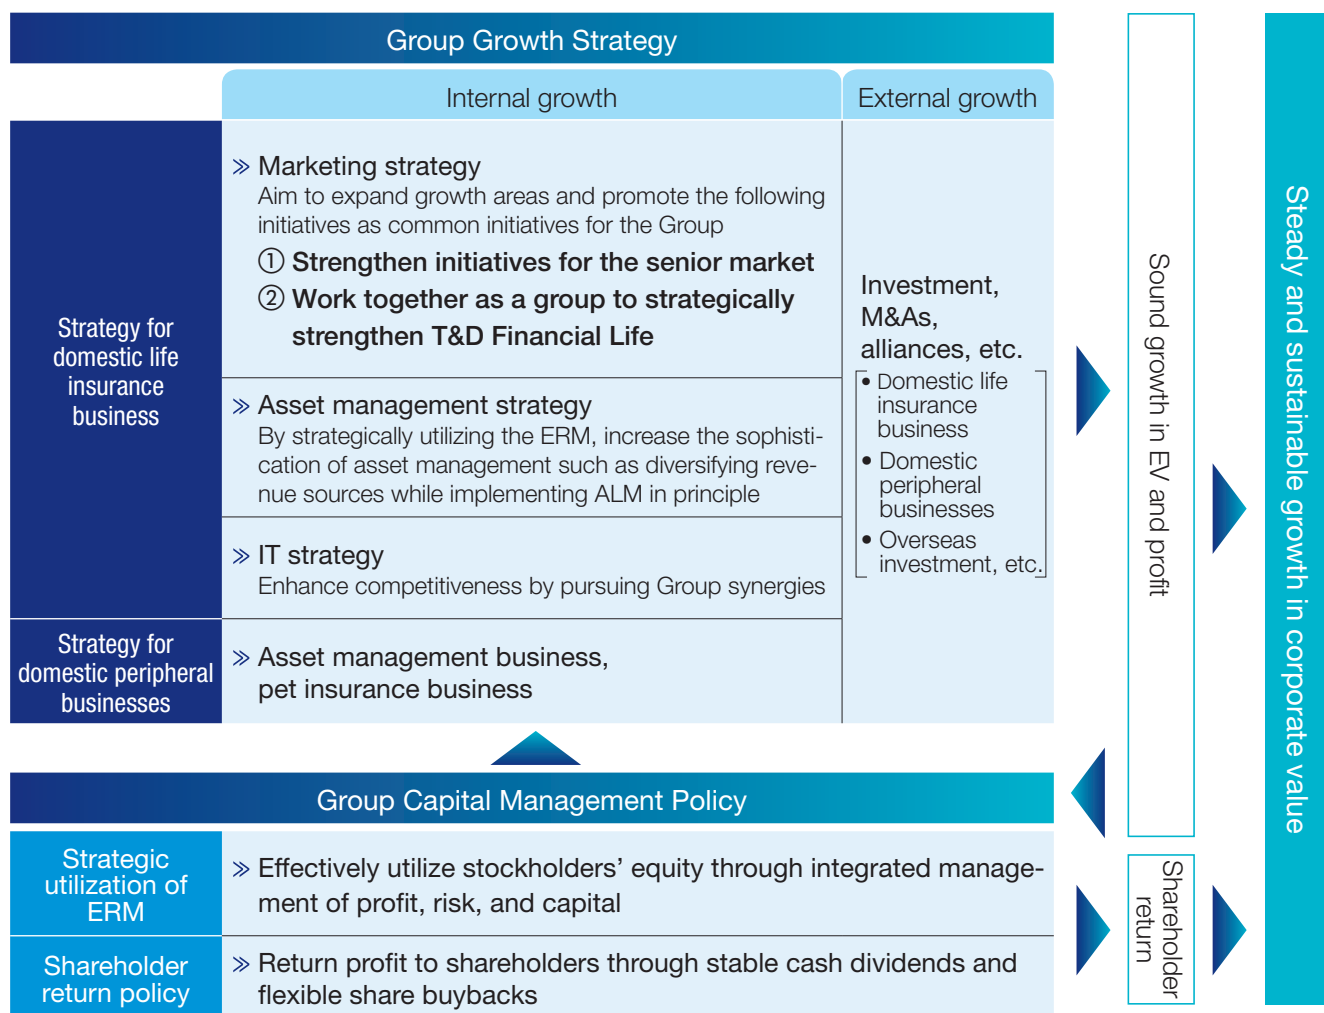 Group Growth Strategy
Internal growth
External growth
Strategy for
domestic life
insurance
business
≫ Marketing strategy
Aim to expand growth areas and promote the following
initiatives as common initiatives for the Group
① Strengthen initiatives for the senior market
② Work together as a group to strategically
strengthen T&D Financial Life
≫ Asset management strategy
By strategically utilizing the ERM, increase the sophisti-
cation of asset management such as diversifying reve-
nue sources while implementing ALM in principle
≫ IT strategy
Enhance competitiveness by pursuing Group synergies
Investment,
M&As,
alliances, etc.
• Domestic life
insurance
business
• Domestic
peripheral
businesses
• Overseas
investment, etc.
Strategy for
domestic peripheral
businesses
≫ Asset management business,
pet insurance business
Group Capital Management Policy
Strategic
utilization of
ERM
≫ Effectively utilize stockholders’ equity through integrated manage-
ment of profit, risk, and capital
Shareholder
return policy
≫ Return profit to shareholders through stable cash dividends and
flexible share buybacks
Sound growth in EV and profit
Shareholder
return
Steady and sustainable growth in corporate value